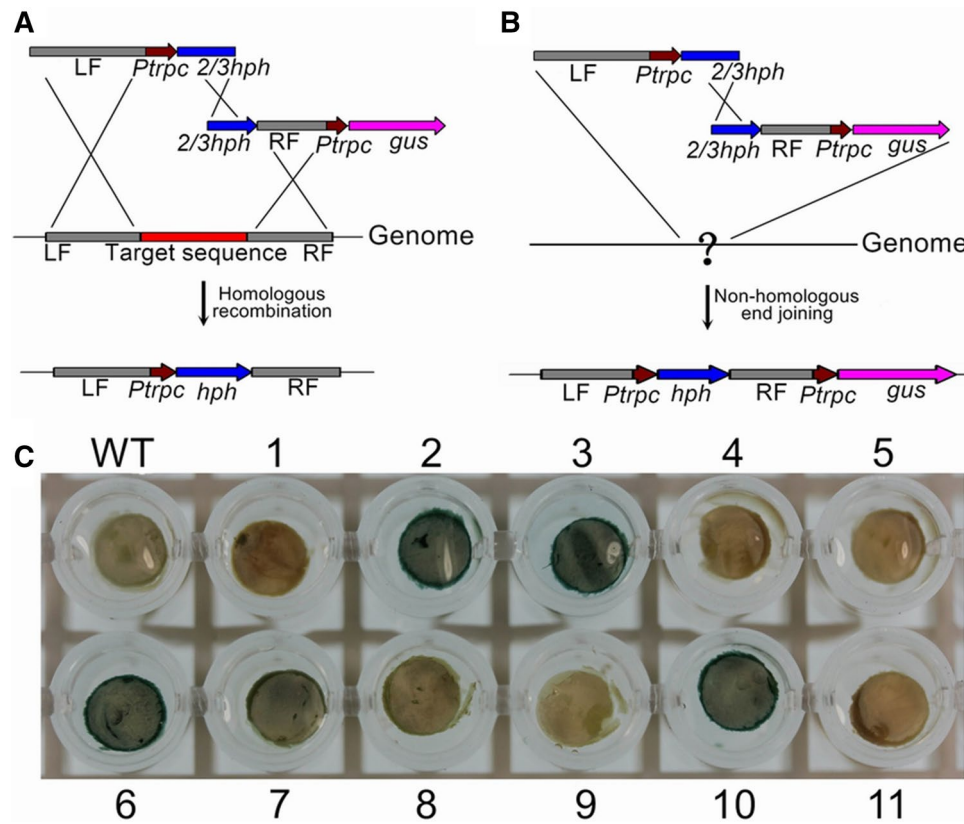 A
LF Ptrpc 2/3hph
2/3hph RF Ptrpc gus
Genome
LF Target sequence RF
Homologous
recombination
LF Ptrpc hph RF
B
LF Ptrpc 2/3hph
2/3hph RF Ptrpc gus
?
Genome
Non-homologous
end joining
LF Ptrpc hph RF Ptrpc gus
C
WT 1 2 3 4 5
6 7 8 9 10 11